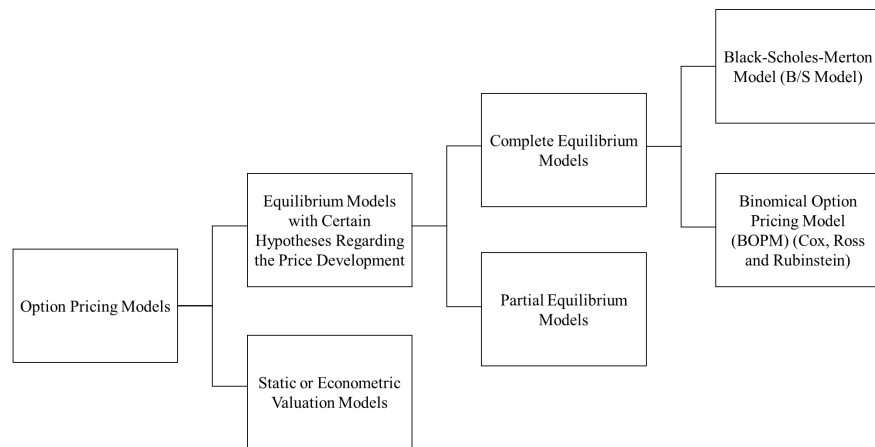 Option Pricing Models
Equilibrium Models
with Certain
Hypotheses Regarding
the Price Development
Static or Econometric
Valuation Models
Complete Equilibrium
Models
Partial Equilibrium
Models
Black-Scholes-Merton
Model (B/S Model)
Binomical Option
Pricing Model
(BOPM) (Cox, Ross
and Rubinstein)